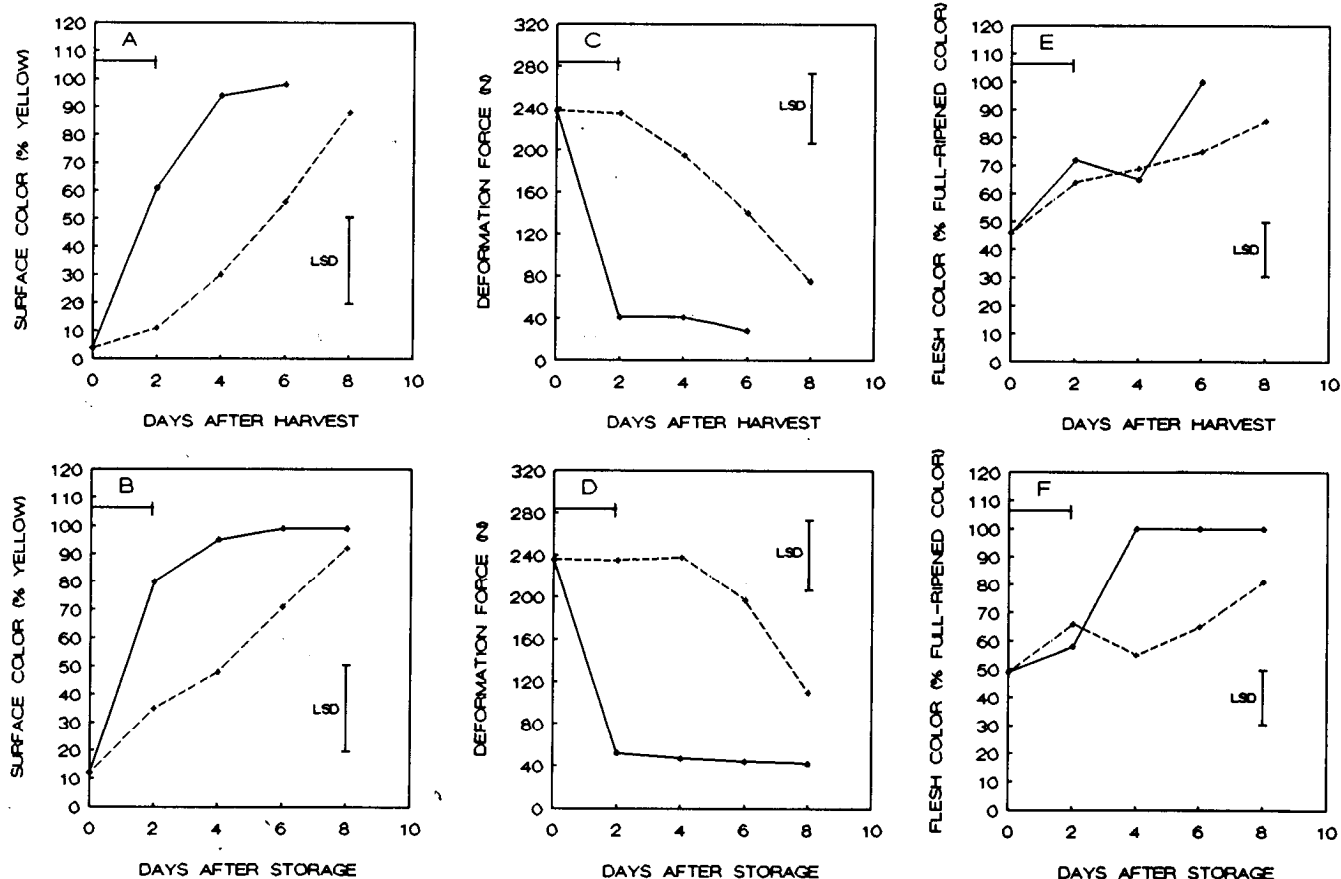 A
SURFACE COLOR (% YELLOW)
120
110
100
90
80
70
60
50
40
30
20
10
0
LSD
0 2 4 6 8 10
DAYS AFTER HARVEST
C
DEFORMATION FORCE (N)
320
280
240
200
160
120
80
40
0
LSD
0 2 4 6 8 10
DAYS AFTER HARVEST
E
FLESH COLOR (% FULL-RIPENED COLOR)
120
110
100
90
80
70
60
50
40
30
20
10
0
LSD
0 2 4 6 8 10
DAYS AFTER HARVEST
B
SURFACE COLOR (% YELLOW)
120
110
100
90
80
70
60
50
40
30
20
10
0
LSD
0 2 4 6 8 10
DAYS AFTER STORAGE
D
DEFORMATION FORCE (N)
320
280
240
200
160
120
80
40
0
LSD
0 2 4 6 8 10
DAYS AFTER STORAGE
F
FLESH COLOR (% FULL-RIPENED COLOR)
120
110
100
90
80
70
60
50
40
30
20
10
0
LSD
0 2 4 6 8 10
DAYS AFTER STORAGE